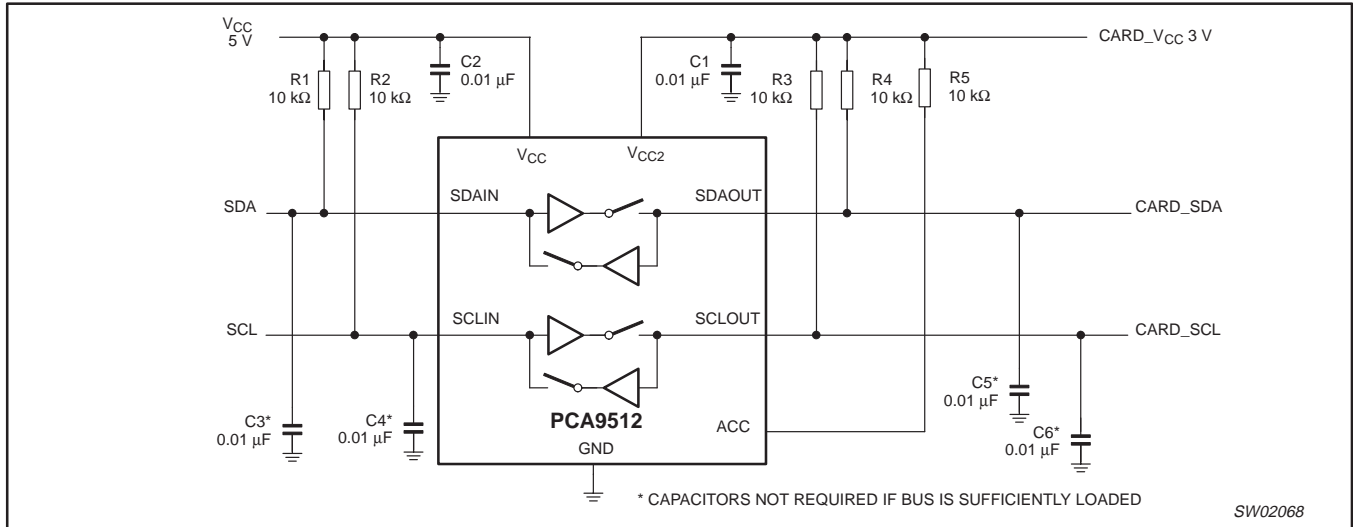 VCC
5 V
CARD_VCC 3 V
R1
10 kΩ
R2
10 kΩ
C2
0.01 μF
C1
0.01 μF
R3
10 kΩ
R4
10 kΩ
R5
10 kΩ
VCC
VCC2
SDA
SDAIN
SDAOUT
CARD_SDA
SCL
SCLIN
SCLOUT
CARD_SCL
C3*
0.01 μF
C4*
0.01 μF
PCA9512
ACC
GND
C5*
0.01 μF
C6*
0.01 μF
* CAPACITORS NOT REQUIRED IF BUS IS SUFFICIENTLY LOADED
SW02068